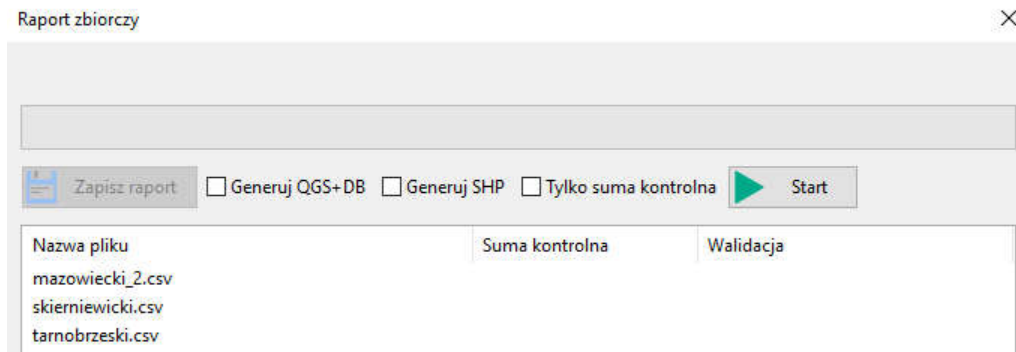 Raport zbiorczy
Zapisz raport Generuj QGS+DB Generuj SHP Tylko suma kontrolna Start
Nazwa pliku Suma kontrolna Walidacja
mazowiecki_2.csv
skierniewicki.csv
tarnobrzeski.csv